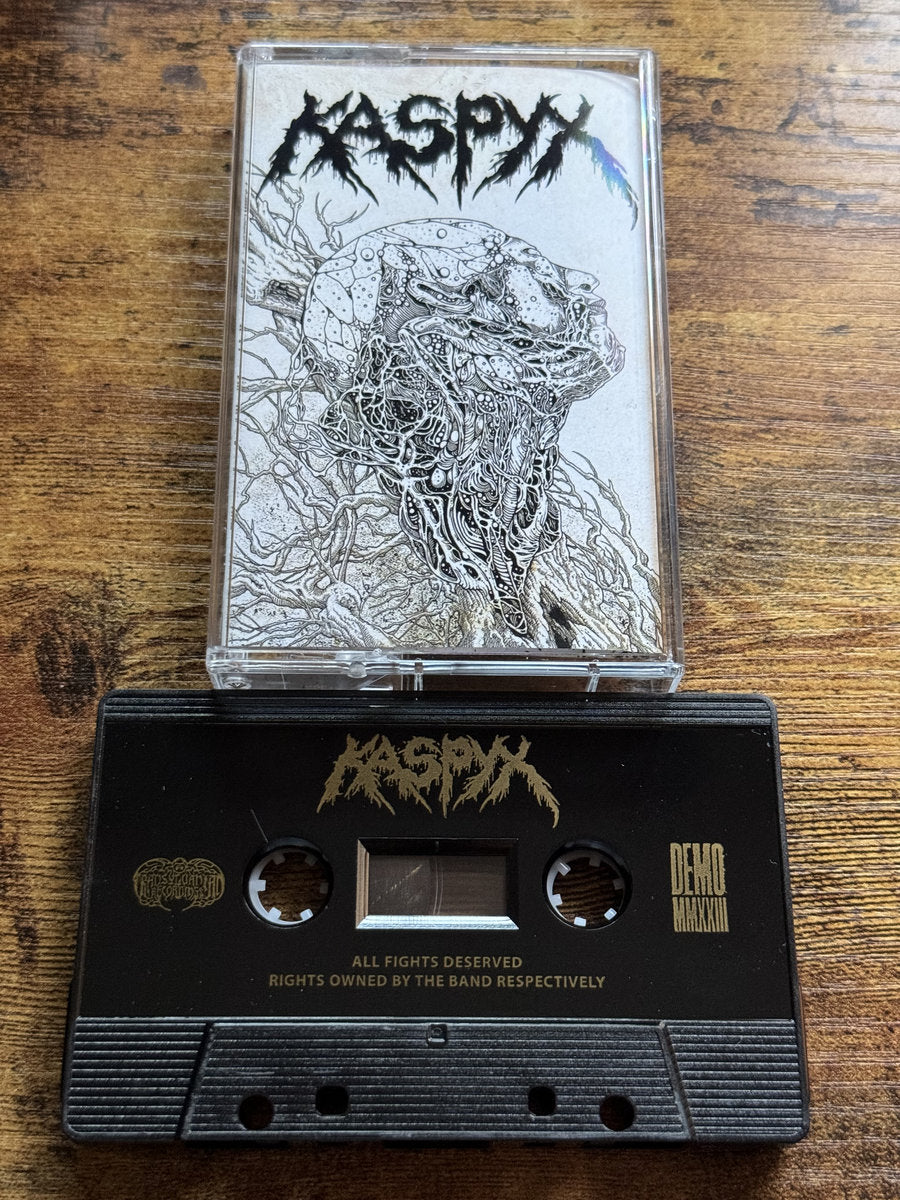 KASPYX
KASPYX
DEMO
MMXXIII
ALL FIGHTS DESERVED
RIGHTS OWNED BY THE BAND RESPECTIVELY